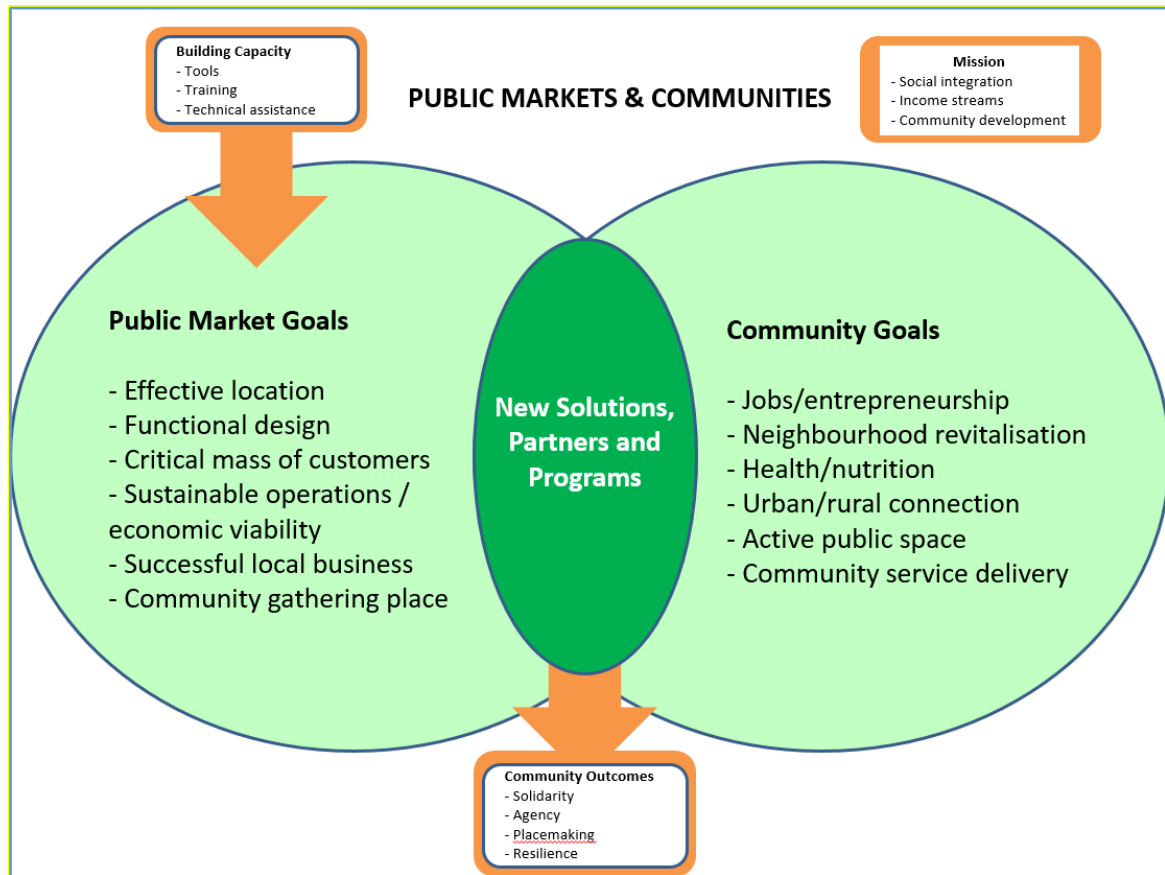 Building Capacity
- Tools
- Training
- Technical assistance
PUBLIC MARKETS & COMMUNITIES
Mission
- Social integration
- Income streams
- Community development
Public Market Goals
- Effective location
- Functional design
- Critical mass of customers
- Sustainable operations /
economic viability
- Successful local business
- Community gathering place
New Solutions,
Partners and
Programs
Community Goals
- Jobs/entrepreneurship
- Neighbourhood revitalisation
- Health/nutrition
- Urban/rural connection
- Active public space
- Community service delivery
Community Outcomes
- Solidarity
- Agency
- Placemaking
- Resilience